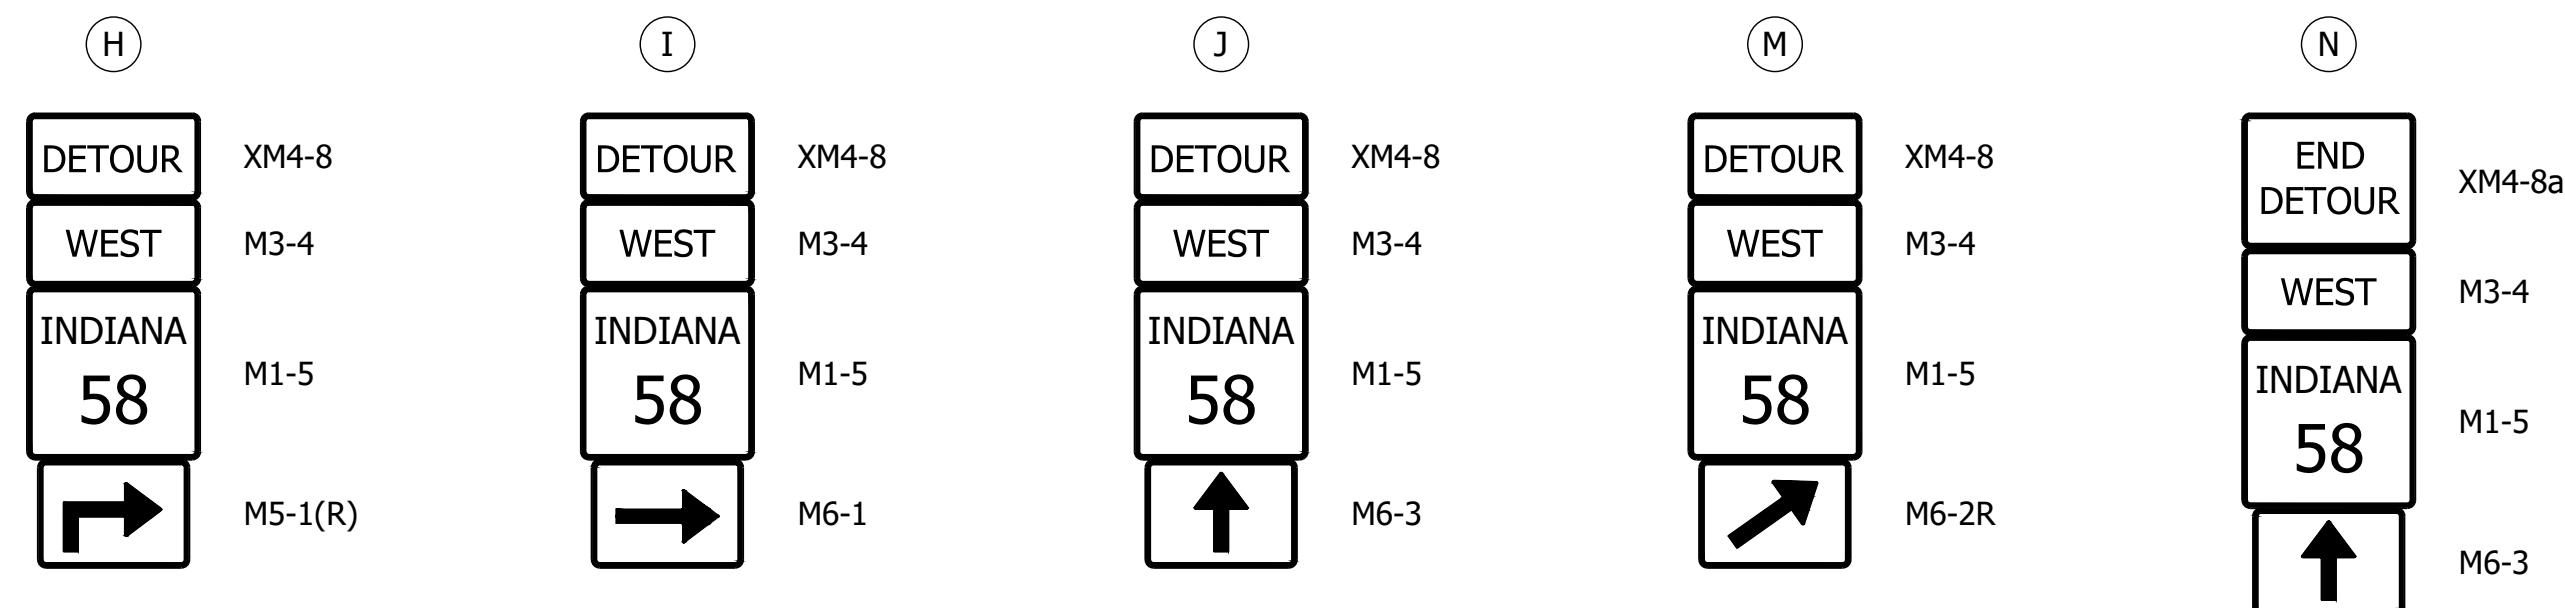 H
DETOUR XM4-8
WEST M3-4
INDIANA
58 M1-5
M5-1(R)
I
DETOUR XM4-8
WEST M3-4
INDIANA
58 M1-5
M6-1
J
DETOUR XM4-8
WEST M3-4
INDIANA
58 M1-5
M6-3
M
DETOUR XM4-8
WEST M3-4
INDIANA
58 M1-5
M6-2R
N
END
DETOUR XM4-8a
WEST M3-4
INDIANA
58 M1-5
M6-3